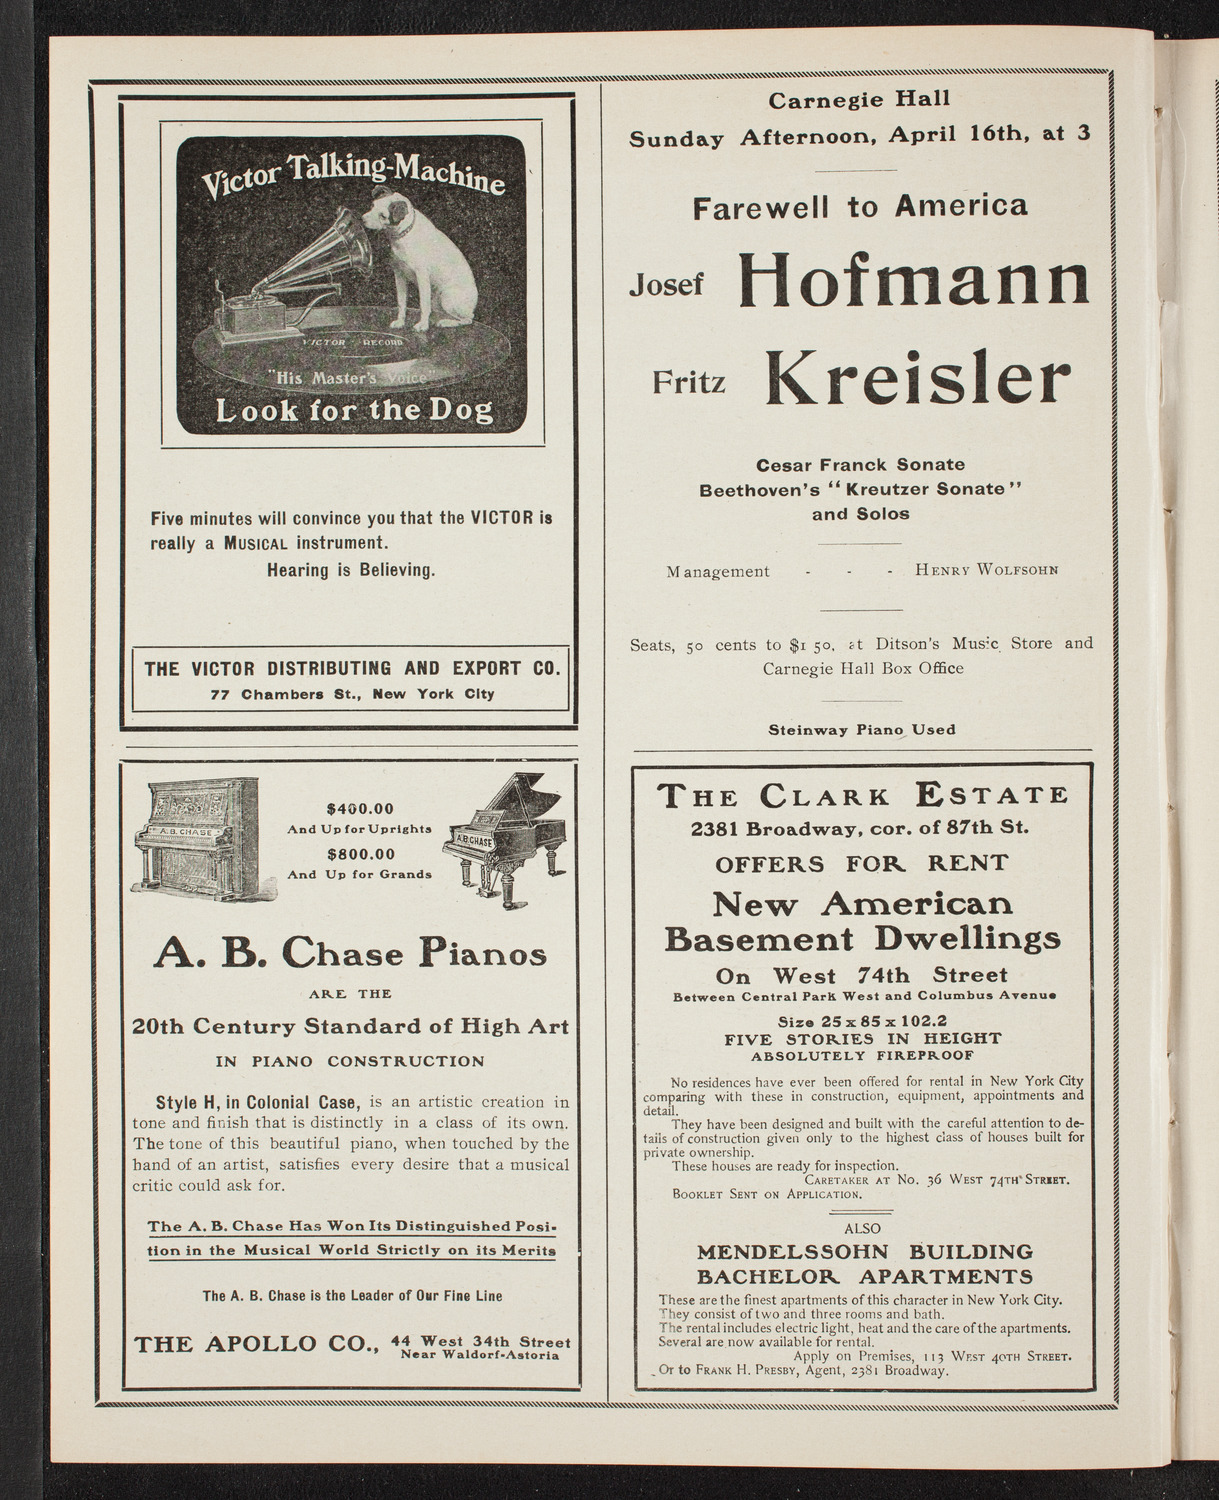 Victor Talking-Machine
VICTOR RECORD
"His Master's Voice"
Look for the Dog
Five minutes will convince you that the VICTOR is
really a MUSICAL instrument.
Hearing is Believing.
THE VICTOR DISTRIBUTING AND EXPORT CO.
77 Chambers St., New York City
A.B. CHASE
$400.00
And Up for Uprights
$800.00
And Up for Grands
A.B. CHASE
A. B. Chase Pianos
ARE THE
20th Century Standard of High Art
IN PIANO CONSTRUCTION
Style H, in Colonial Case, is an artistic creation in
tone and finish that is distinctly in a class of its own.
The tone of this beautiful piano, when touched by the
hand of an artist, satisfies every desire that a musical
critic could ask for.
The A. B. Chase Has Won Its Distinguished Posi-
tion in the Musical World Strictly on its Merits
The A. B. Chase is the Leader of Our Fine Line
THE APOLLO CO., 44 West 34th Street
Near Waldorf-Astoria
Carnegie Hall
Sunday Afternoon, April 16th, at 3
Farewell to America
Josef Hofmann
Fritz Kreisler
Cesar Franck Sonate
Beethoven's "Kreutzer Sonate"
and Solos
Management - - - HENRY WOLFSOHN
Seats, 50 cents to $1 50, at Ditson's Music Store and
Carnegie Hall Box Office
Steinway Piano Used
THE CLARK ESTATE
2381 Broadway, cor. of 87th St.
OFFERS FOR RENT
New American
Basement Dwellings
On West 74th Street
Between Central Park West and Columbus Avenue
Size 25 x 85 x 102.2
FIVE STORIES IN HEIGHT
ABSOLUTELY FIREPROOF
No residences have ever been offered for rental in New York City
comparing with these in construction, equipment, appointments and
detail.
They have been designed and built with the careful attention to de-
tails of construction given only to the highest class of houses built for
private ownership.
These houses are ready for inspection.
CARETAKER AT NO. 36 WEST 74TH STREET.
BOOKLET SENT ON APPLICATION.
ALSO
MENDELSSOHN BUILDING
BACHELOR APARTMENTS
These are the finest apartments of this character in New York City.
They consist of two and three rooms and bath.
The rental includes electric light, heat and the care of the apartments.
Several are now available for rental.
Apply on Premises, 113 WEST 40TH STREET.
Or to FRANK H. PRESBY, Agent, 2381 Broadway.